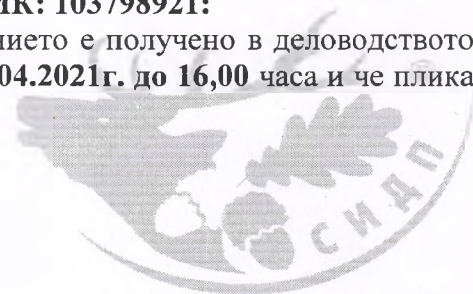 ИК: 103798921:
нието е получено в деловодството
04.2021г. до 16,00 часа и че плика
®
СИДП